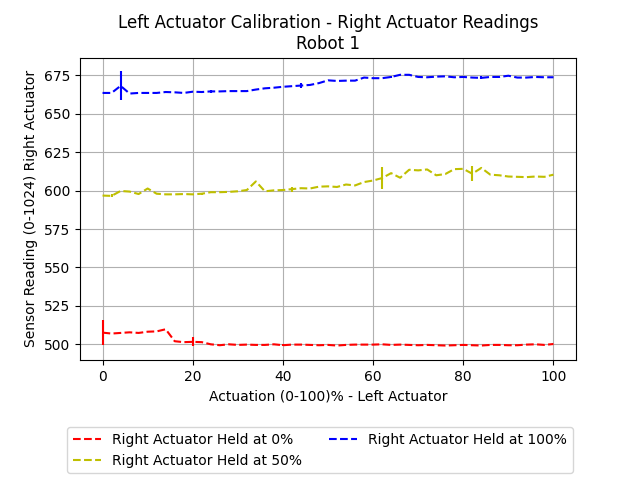 Left Actuator Calibration - Right Actuator Readings
Robot 1
Sensor Reading (0-1024) Right Actuator
675
650
625
600
575
550
525
500
0 20 40 60 80 100
Actuation (0-100)% - Left Actuator
Right Actuator Held at 0% Right Actuator Held at 100%
Right Actuator Held at 50%